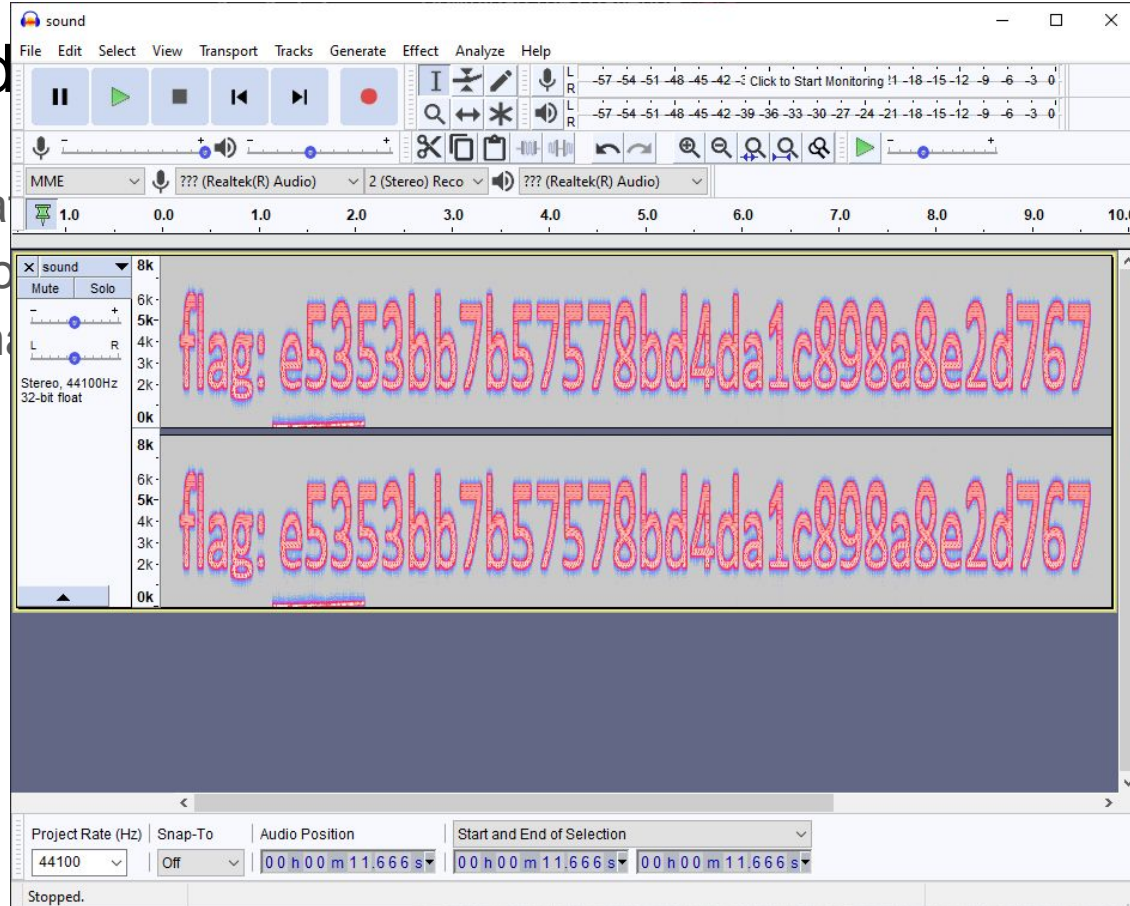 sound
File Edit Select View Transport Tracks Generate Effect Analyze Help
L R -57 -54 -51 -48 -45 -42 -3 Click to Start Monitoring !1 -18 -15 -12 -9 -6 -3 0
L R -57 -54 -51 -48 -45 -42 -39 -36 -33 -30 -27 -24 -21 -18 -15 -12 -9 -6 -3 0
MME ??? (Realtek(R) Audio) 2 (Stereo) Reco ??? (Realtek(R) Audio)
1.0 0.0 1.0 2.0 3.0 4.0 5.0 6.0 7.0 8.0 9.0 10.
sound
Mute Solo
- +
L R
Stereo, 44100Hz
32-bit float
8k
6k
5k
4k
3k
2k
0k
flag: e5353bb7b57578bd4da1c898a8e2d767
8k
6k
5k
4k
3k
2k
0k
flag: e5353bb7b57578bd4da1c898a8e2d767
Project Rate (Hz) Snap-To Audio Position Start and End of Selection
44100 Off 00 h 00 m 11.666 s 00 h 00 m 11.666 s 00 h 00 m 11.666 s
Stopped.